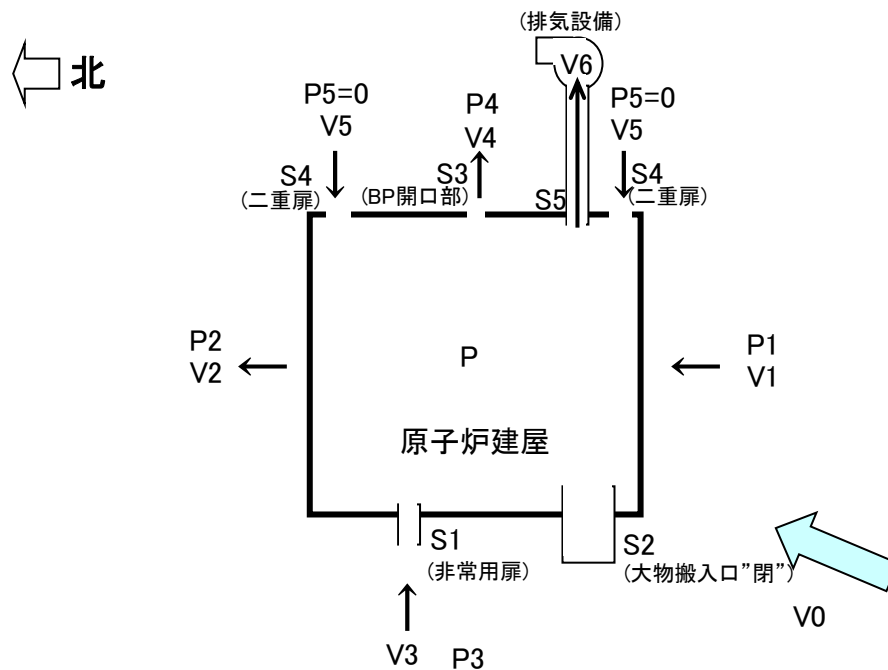 (排気設備)
北
V6
P5=0
V5
P4
V4
P5=0
V5
S4
(二重扉)
(BP開口部)
S3
S5
S4
(二重扉)
P2
V2
P
P1
V1
原子炉建屋
S1
(非常用扉)
S2
(大物搬入口”閉”)
V0
V3
P3